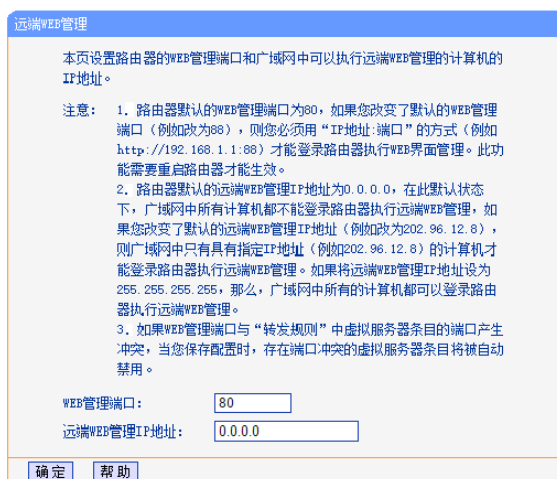 远端WEB管理
本页设置路由器的WEB管理端口和广域网中可以执行远端WEB管理的计算机的
IP地址。
注意： 1. 路由器默认的WEB管理端口为80，如果您改变了默认的WEB管理
端口（例如改为88），则您必须用“IP地址:端口”的方式（例如
http://192.168.1.1:88）才能登录路由器执行WEB界面管理。此功
能需要重启路由器才能生效。
2. 路由器默认的远端WEB管理IP地址为0.0.0.0，在此默认状态
下，广域网中所有计算机都不能登录路由器执行远端WEB管理，如
果您改变了默认的远端WEB管理IP地址（例如改为202.96.12.8），
则广域网中只有具有指定IP地址（例如202.96.12.8）的计算机才
能登录路由器执行远端WEB管理。如果将远端WEB管理IP地址设为
255.255.255.255，那么，广域网中所有的计算机都可以登录路由
器执行远端WEB管理。
3. 如果WEB管理端口与“转发规则”中虚拟服务器条目的端口产生
冲突，当您保存配置时，存在端口冲突的虚拟服务器条目将被自动
禁用。
WEB管理端口： 80
远端WEB管理IP地址： 0.0.0.0
确定 帮助